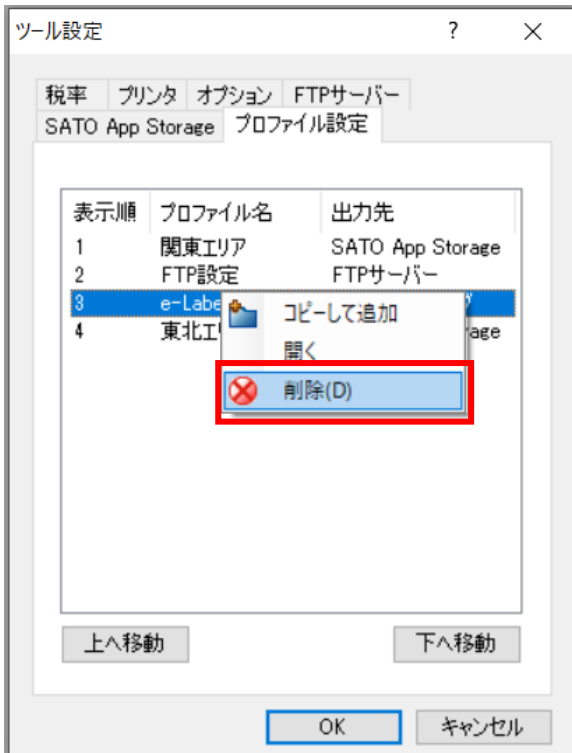 ツール設定
?
税率 プリンタ オプション FTPサーバー
SATO App Storage プロファイル設定
表示順 プロファイル名 出力先
1 関東エリア SATO App Storage
2 FTP設定 FTPサーバー
3 e-Labe
4 東北エ age
コピーして追加
開く
削除(D)
上へ移動 下へ移動
OK キャンセル